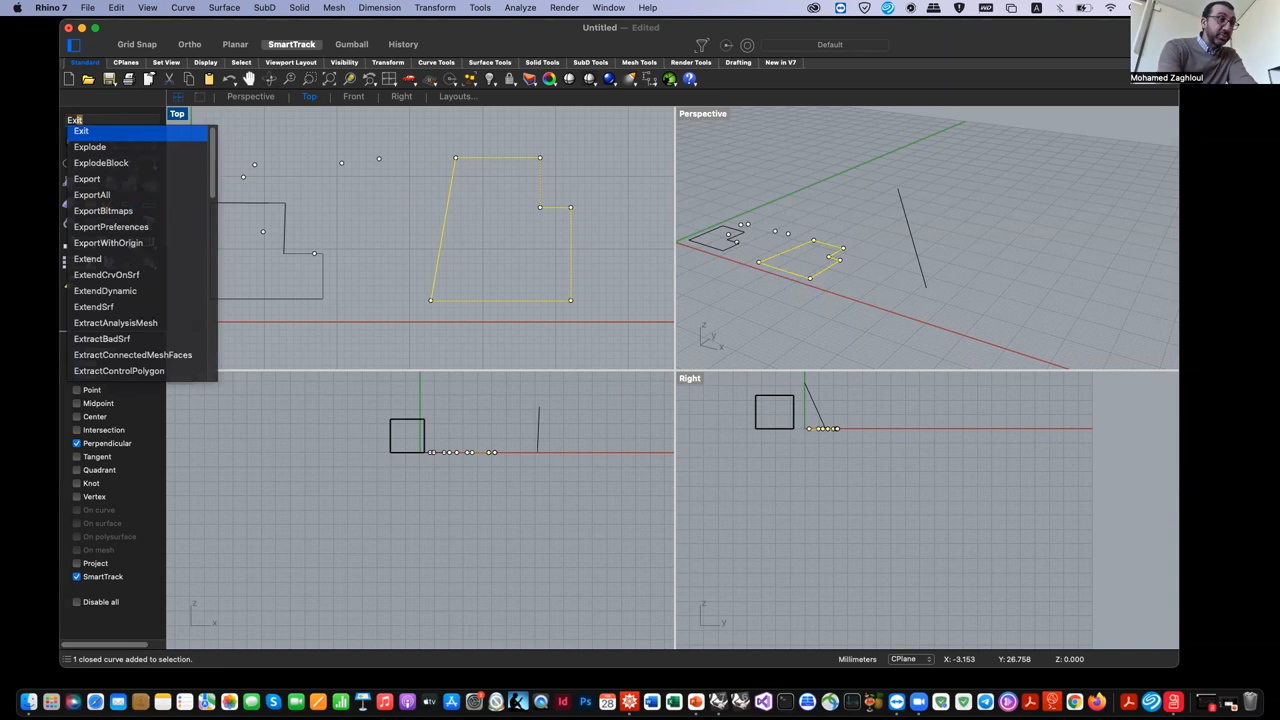 Rhino 7 File Edit View Curve Surface SubD Solid Mesh Dimension Transform Tools Analyze Render Window Help
Untitled — Edited
Grid Snap Ortho Planar SmartTrack Gumball History Default
Standard CPlanes Set View Display Select Viewport Layout Visibility Transform Curve Tools Surface Tools Solid Tools SubD Tools Mesh Tools Render Tools Drafting New in V7
Mohamed Zaghloul
Perspective Top Front Right Layouts...
Exit
Top
Perspective
Exit
Explode
ExplodeBlock
Export
ExportAll
ExportBitmaps
ExportPreferences
ExportWithOrigin
Extend
ExtendCrvOnSrf
ExtendDynamic
ExtendSrf
ExtractAnalysisMesh
ExtractBadSrf
ExtractConnectedMeshFaces
ExtractControlPolygon
z
y
x
Right
Point
Midpoint
Center
Intersection
Perpendicular
Tangent
Quadrant
Knot
Vertex
On curve
On surface
On polysurface
On mesh
Project
SmartTrack
Disable all
z
x
z
y
1 closed curve added to selection.
Millimeters CPlane X: -3.153 Y: 26.758 Z: 0.000